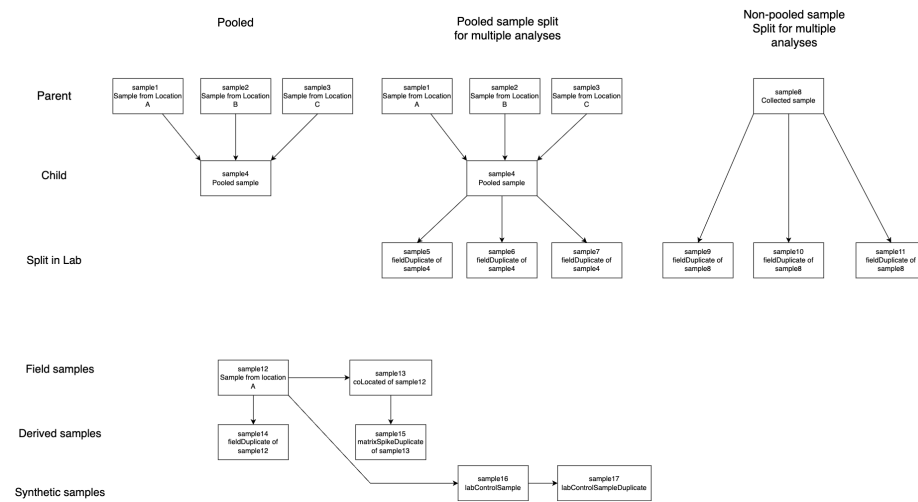 Pooled
Pooled sample split
for multiple analyses
Non-pooled sample
Split for multiple
analyses
Parent
sample1
Sample from Location
A
sample2
Sample from Location
B
sample3
Sample from Location
C
sample1
Sample from Location
A
sample2
Sample from Location
B
sample3
Sample from Location
C
sample8
Collected sample
Child
sample4
Pooled sample
sample4
Pooled sample
Split in Lab
sample5
fieldDuplicate of
sample4
sample6
fieldDuplicate of
sample4
sample7
fieldDuplicate of
sample4
sample9
fieldDuplicate of
sample8
sample10
fieldDuplicate of
sample8
sample11
fieldDuplicate of
sample8
Field samples
sample12
Sample from location
A
sample13
coLocated of sample12
Derived samples
sample14
fieldDuplicate of
sample12
sample15
matrixSpikeDuplicate
of sample13
Synthetic samples
sample16
labControlSample
sample17
labControlSampleDuplicate